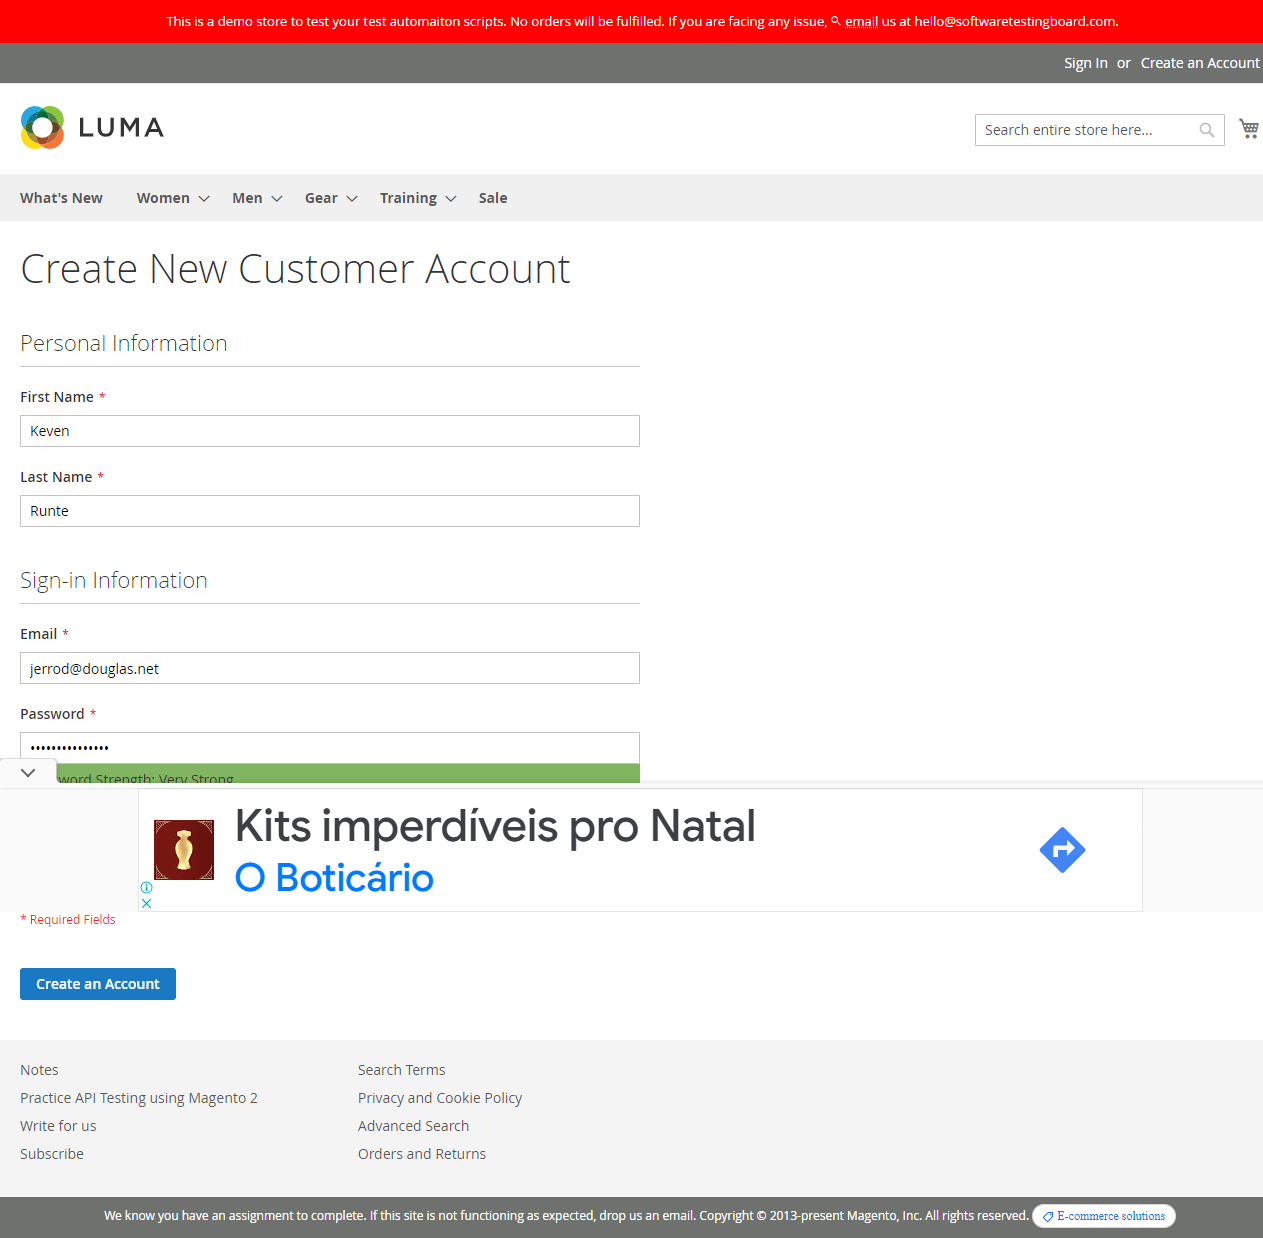 This is a demo store to test your test automaiton scripts. No orders will be fulfilled. If you are facing any issue, email us at hello@softwaretestingboard.com.
Sign In or Create an Account
LUMA
Search entire store here...
What's New Women Men Gear Training Sale
Create New Customer Account
Personal Information
First Name *
Keven
Last Name *
Runte
Sign-in Information
Email *
jerrod@douglas.net
Password *
•••••••••••••••
word Strength: Very Strong
Kits imperdíveis pro Natal
O Boticário
* Required Fields
Create an Account
Notes
Practice API Testing using Magento 2
Write for us
Subscribe
Search Terms
Privacy and Cookie Policy
Advanced Search
Orders and Returns
We know you have an assignment to complete. If this site is not functioning as expected, drop us an email. Copyright © 2013-present Magento, Inc. All rights reserved. E-commerce solutions